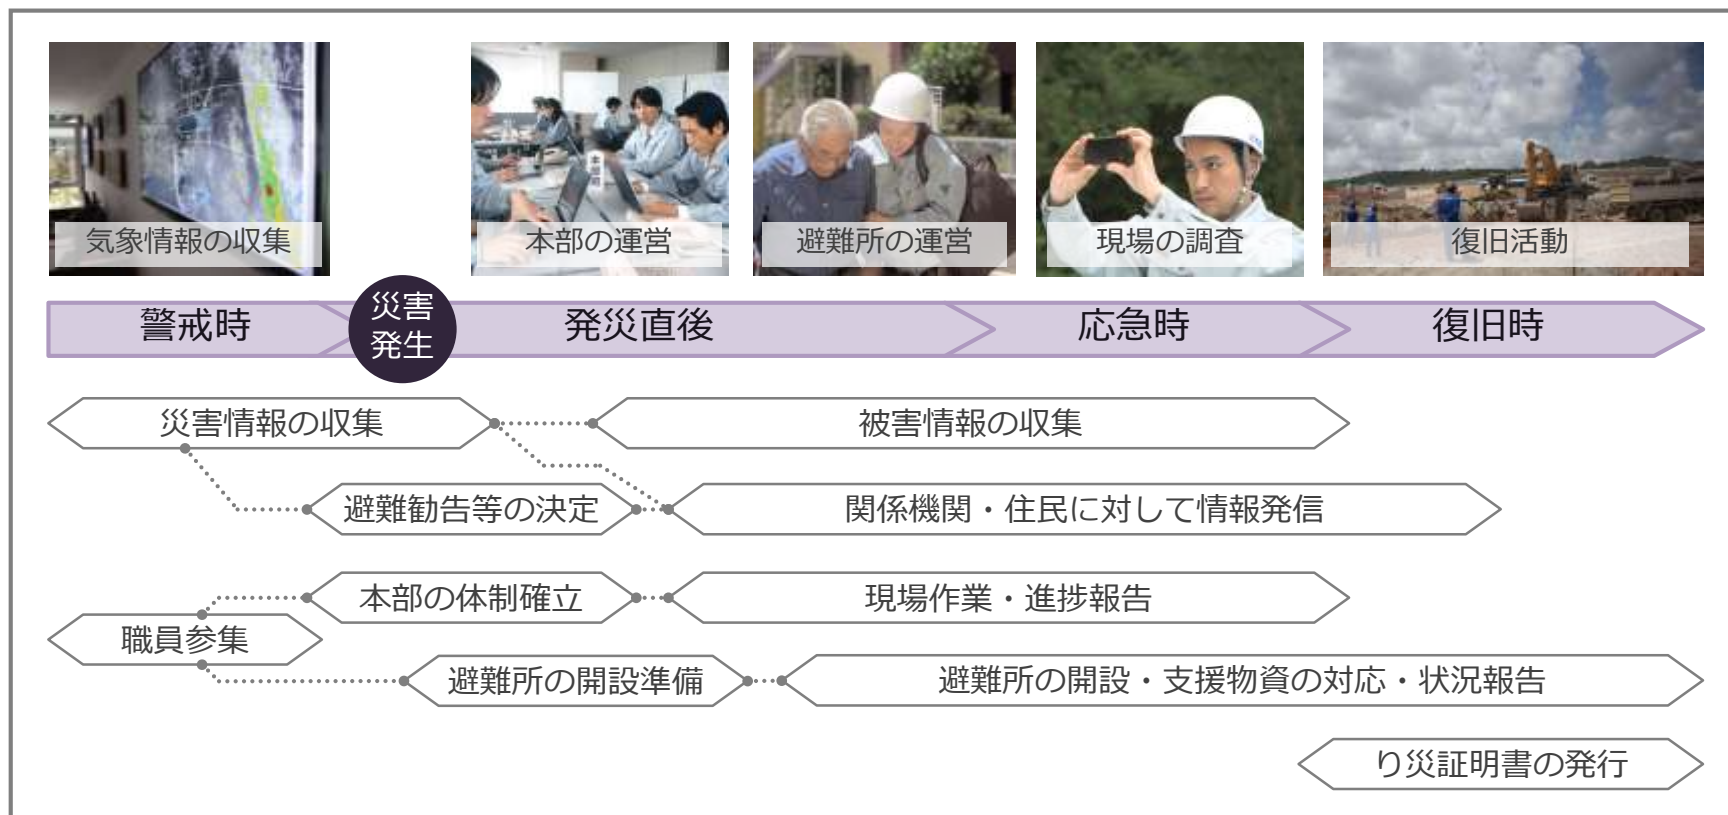 気象情報の収集
本部の運営
避難所の運営
現場の調査
復旧活動
警戒時
災害
発生
発災直後
応急時
復旧時
災害情報の収集
被害情報の収集
避難勧告等の決定
関係機関・住民に対して情報発信
本部の体制確立
現場作業・進捗報告
職員参集
避難所の開設準備
避難所の開設・支援物資の対応・状況報告
り災証明書の発行